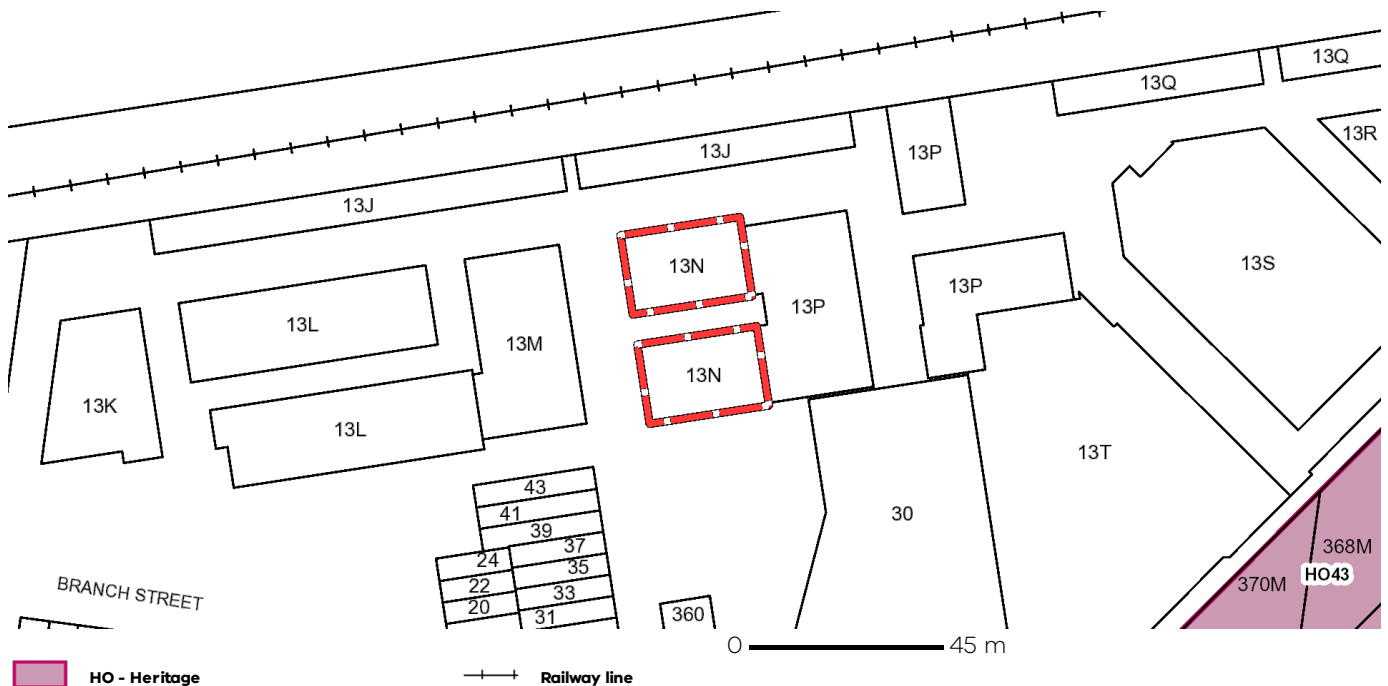 13Q
13Q
13R
13J
13P
13J
13N
13S
13P
13P
13L
13M
13N
13K
13L
13T
43
41
39
37
24
35
22
33
20
31
30
360
BRANCH STREET
368M
HO43
370M
0 45 m
HO - Heritage
Railway line